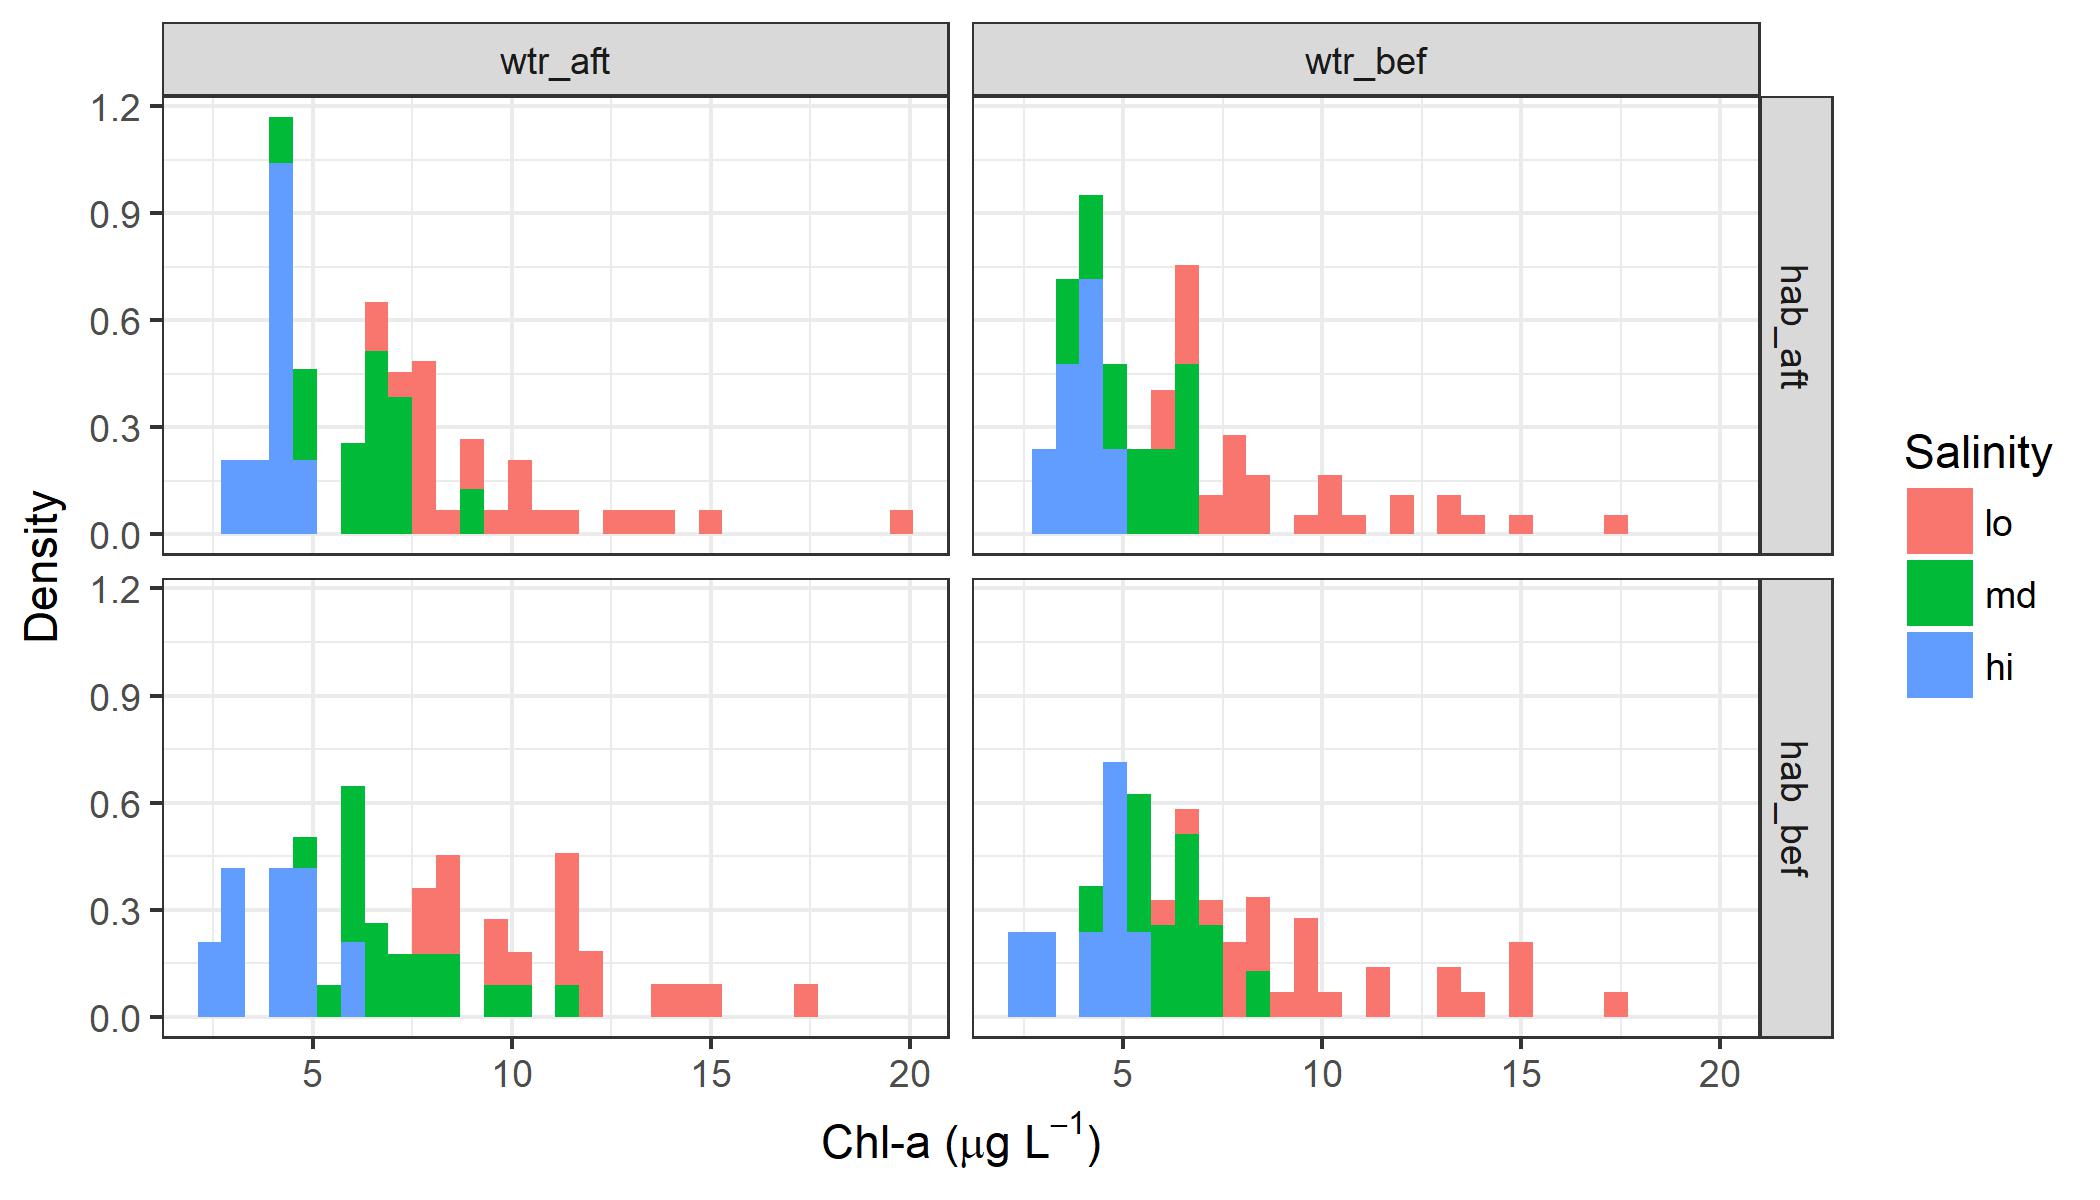 wtr_aft
wtr_bef
1.2
0.9
0.6
0.3
0.0
hab_aft
1.2
0.9
0.6
0.3
0.0
hab_bef
Density
5 10 15 20
5 10 15 20
Chl-a (μg L⁻¹)
Salinity
lo
md
hi